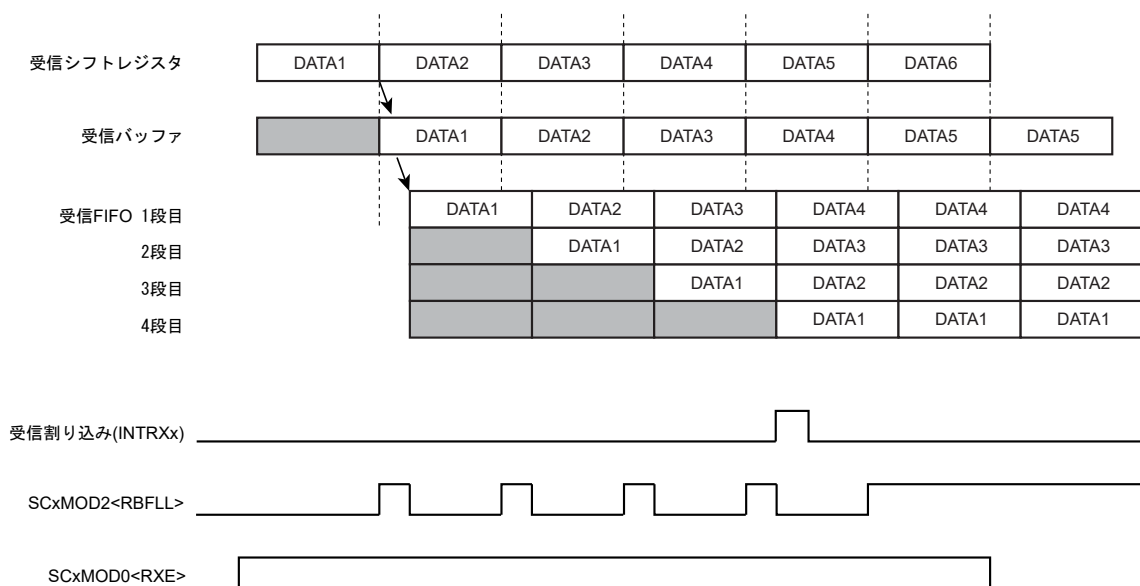 受信シフトレジスタ DATA1 DATA2 DATA3 DATA4 DATA5 DATA6
受信バッファ DATA1 DATA2 DATA3 DATA4 DATA5 DATA5
受信FIFO 1段目 DATA1 DATA2 DATA3 DATA4 DATA4 DATA4
2段目 DATA1 DATA2 DATA3 DATA3 DATA3
3段目 DATA1 DATA2 DATA2 DATA2
4段目 DATA1 DATA1 DATA1
受信割り込み(INTRXx)
SCxMOD2<RBFLL>
SCxMOD0<RXE>